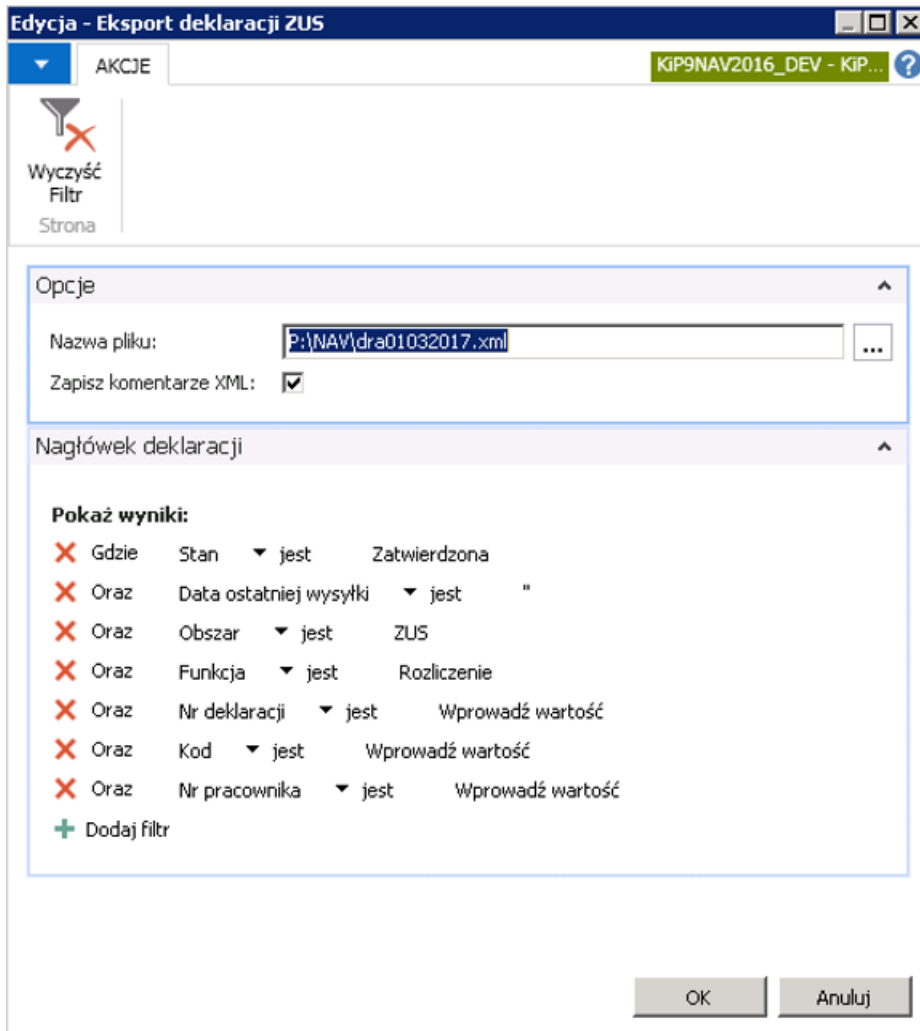 Edycja - Eksport deklaracji ZUS
AKCJE
KiP9NAV2016_DEV - KiP...
Wyczyść
Filtr
Strona
Opcje
Nazwa pliku: P:\NAV\dra01032017.xml ...
Zapisz komentarze XML:
Nagłówek deklaracji
Pokaż wyniki:
Gdzie Stan jest Zatwierdzona
Oraz Data ostatniej wysyłki jest ''
Oraz Obszar jest ZUS
Oraz Funkcja jest Rozliczenie
Oraz Nr deklaracji jest Wprowadź wartość
Oraz Kod jest Wprowadź wartość
Oraz Nr pracownika jest Wprowadź wartość
Dodaj filtr
OK Anuluj